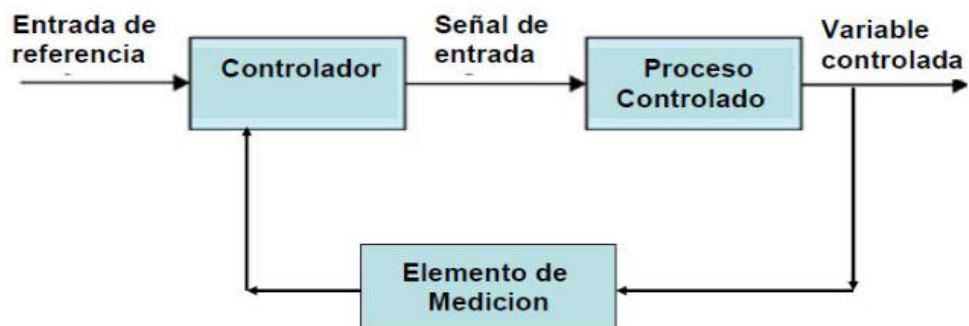 Entrada de
referencia
Controlador
Señal de
entrada
Proceso
Controlado
Variable
controlada
Elemento de
Medicion